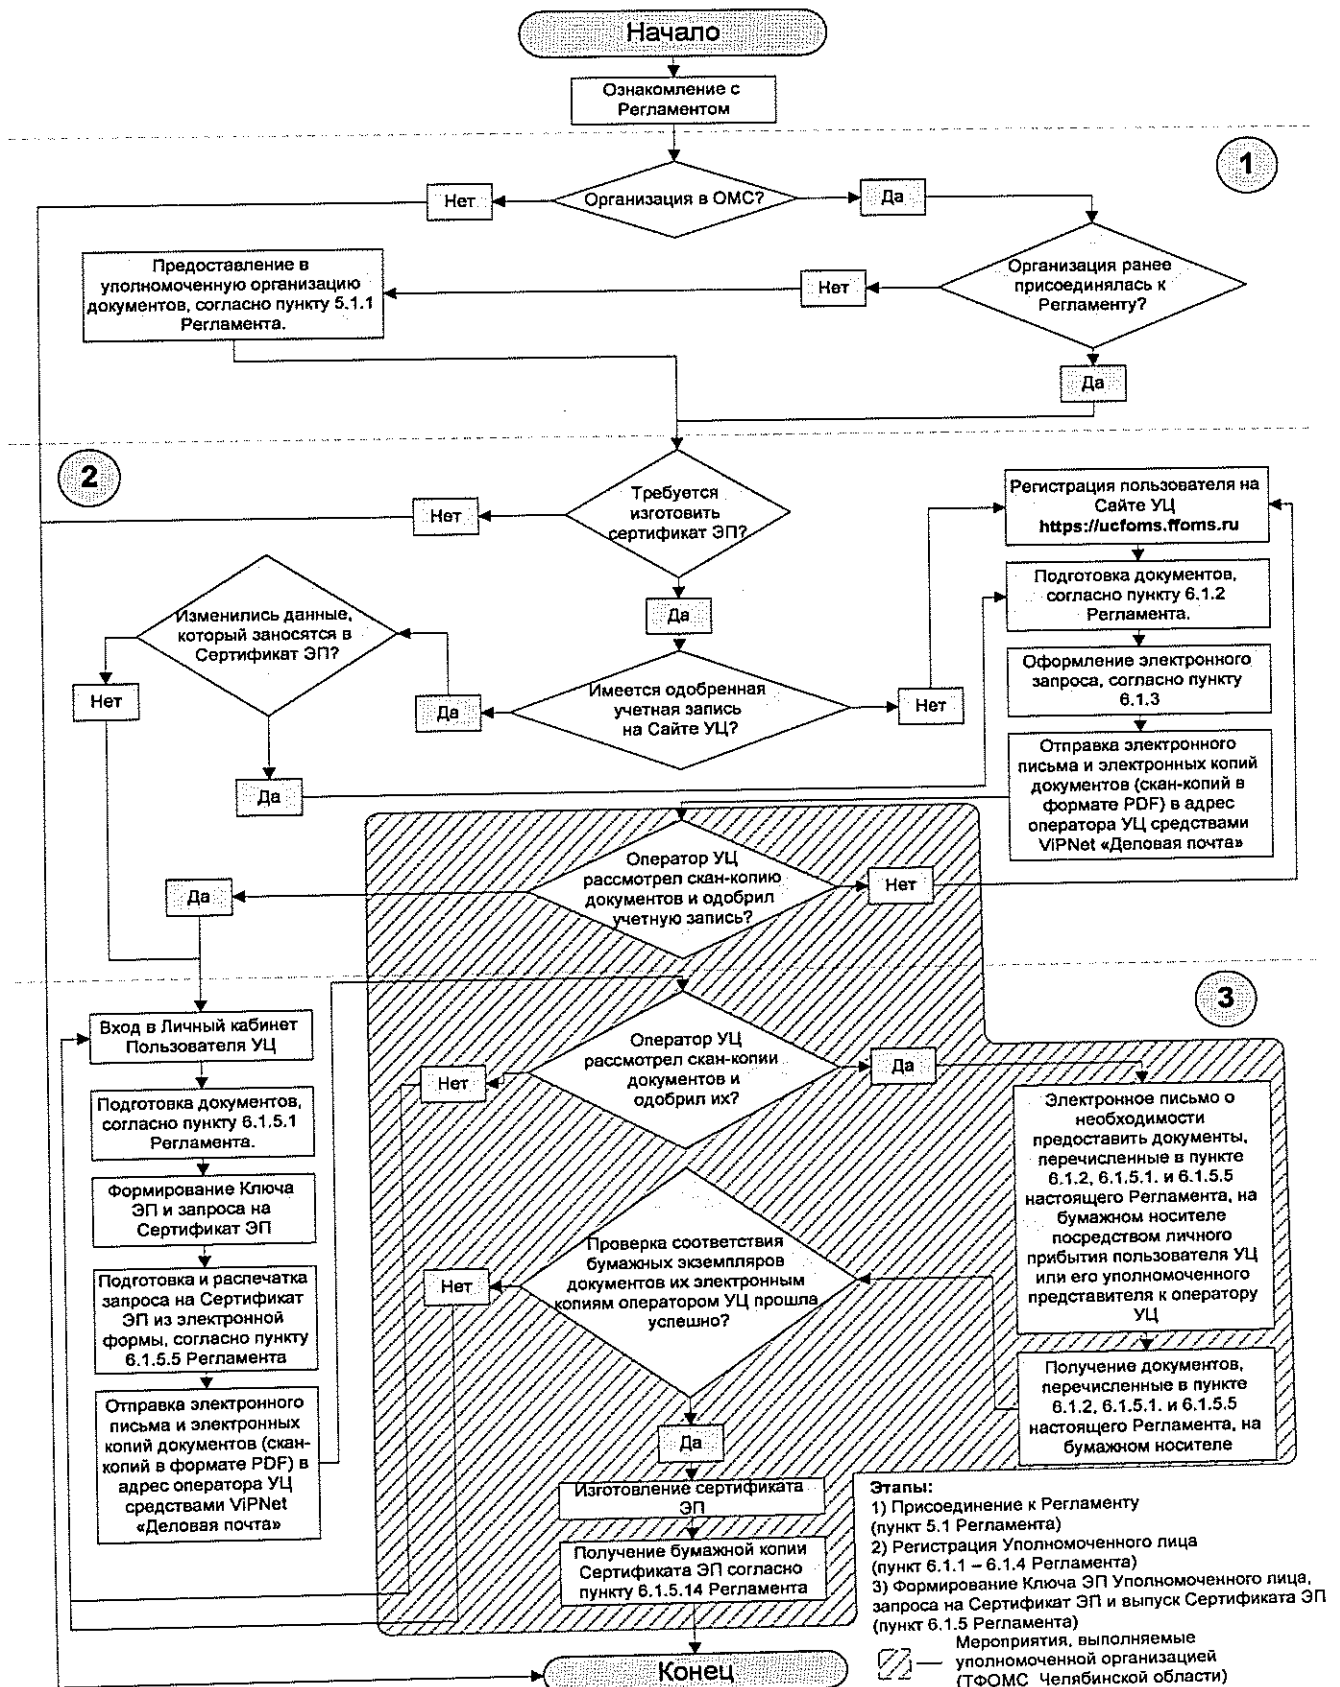 Начало
Ознакомление с
Регламентом
1
Организация в ОМС?
Нет
Да
Организация ранее
присоединялась к
Регламенту?
Нет
Предоставление в
уполномоченную организацию
документов, согласно пункту 5.1.1
Регламента.
Да
2
Требуется
изготовить
сертификат ЭП?
Нет
Да
Регистрация пользователя на
Сайте УЦ
https://ucfoms.ffoms.ru
Подготовка документов,
согласно пункту 6.1.2
Регламента.
Оформление электронного
запроса, согласно пункту
6.1.3
Отправка электронного
письма и электронных копий
документов (скан-копий в
формате PDF) в адрес
оператора УЦ средствами
ViPNet «Деловая почта»
Изменились данные,
который заносятся в
Сертификат ЭП?
Нет
Да
Имеется одобренная
учетная запись
на Сайте УЦ?
Да
Нет
Оператор УЦ
рассмотрел скан-копию
документов и одобрил
учетную запись?
Да
Нет
3
Вход в Личный кабинет
Пользователя УЦ
Подготовка документов,
согласно пункту 6.1.5.1
Регламента.
Формирование Ключа
ЭП и запроса на
Сертификат ЭП
Подготовка и распечатка
запроса на Сертификат
ЭП из электронной
формы, согласно пункту
6.1.5.5 Регламента
Отправка электронного
письма и электронных
копий документов (скан-
копий в формате PDF) в
адрес оператора УЦ
средствами ViPNet
«Деловая почта»
Оператор УЦ
рассмотрел скан-копии
документов и
одобрил их?
Нет
Да
Электронное письмо о
необходимости
предоставить документы,
перечисленные в пункте
6.1.2, 6.1.5.1. и 6.1.5.5
настоящего Регламента, на
бумажном носителе
посредством личного
прибытия пользователя УЦ
или его уполномоченного
представителя к оператору
УЦ
Получение документов,
перечисленные в пункте
6.1.2, 6.1.5.1. и 6.1.5.5
настоящего Регламента, на
бумажном носителе
Проверка соответствия
бумажных экземпляров
документов их электронным
копиям оператором УЦ прошла
успешно?
Нет
Да
Изготовление сертификата
ЭП
Получение бумажной копии
Сертификата ЭП согласно
пункту 6.1.5.14 Регламента
Конец
Этапы:
1) Присоединение к Регламенту
(пункт 5.1 Регламента)
2) Регистрация Уполномоченного лица
(пункт 6.1.1 – 6.1.4 Регламента)
3) Формирование Ключа ЭП Уполномоченного лица,
запроса на Сертификат ЭП и выпуск Сертификата ЭП
(пункт 6.1.5 Регламента)
Мероприятия, выполняемые
уполномоченной организацией
(ТФОМС Челябинской области)